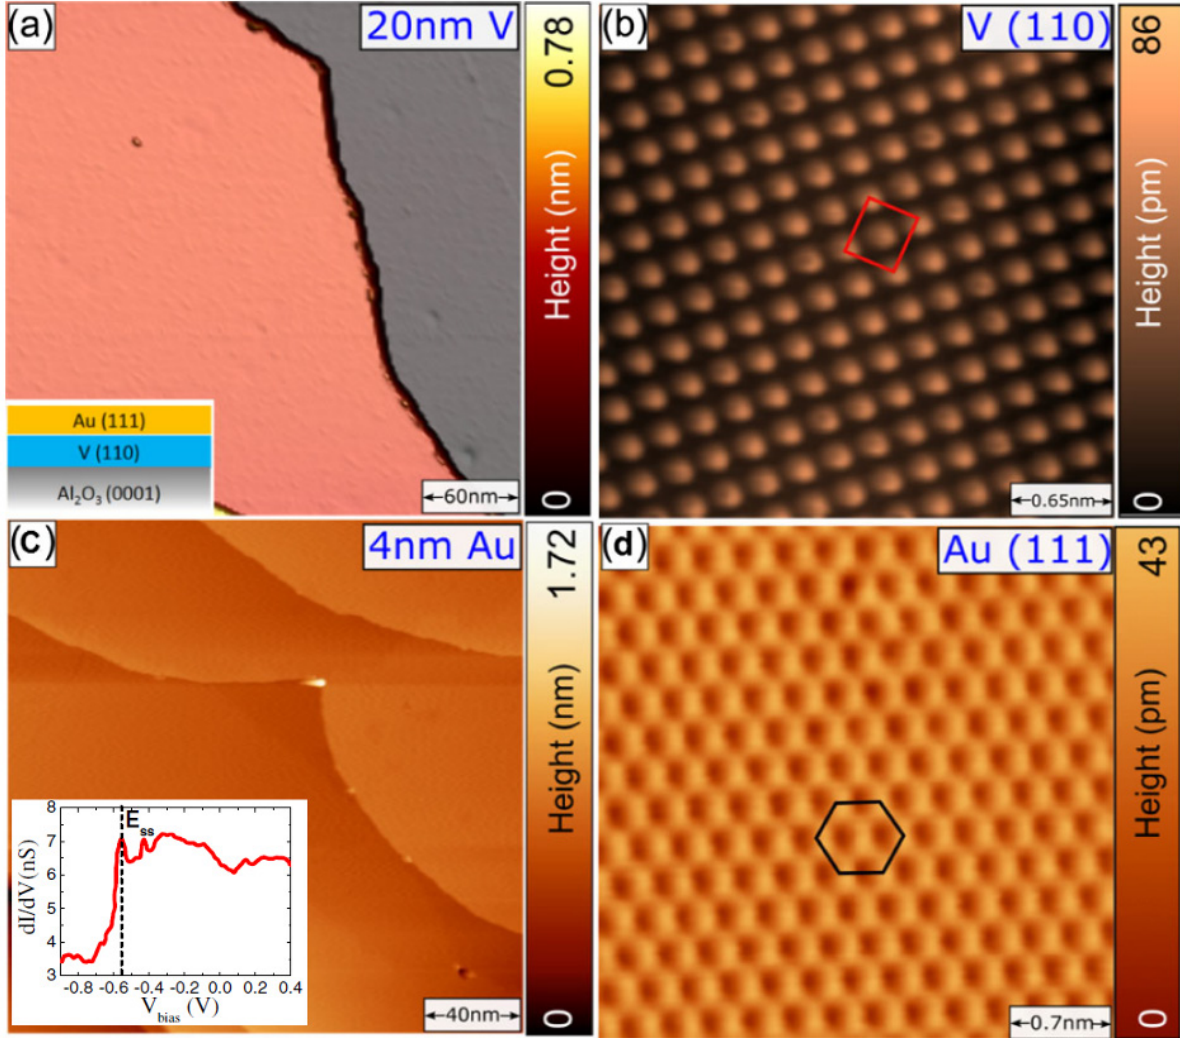 (a)
20nm V
0.78
Height (nm)
0
Au (111)
V (110)
Al₂O₃ (0001)
60nm
(b)
V (110)
86
Height (pm)
0
0.65nm
(c)
4nm Au
1.72
Height (nm)
0
8
7
6
5
4
3
dI/dV(nS)
E_ss
-0.8 -0.6 -0.4 -0.2 0.0 0.2 0.4
V_bias (V)
40nm
(d)
Au (111)
43
Height (pm)
0
0.7nm